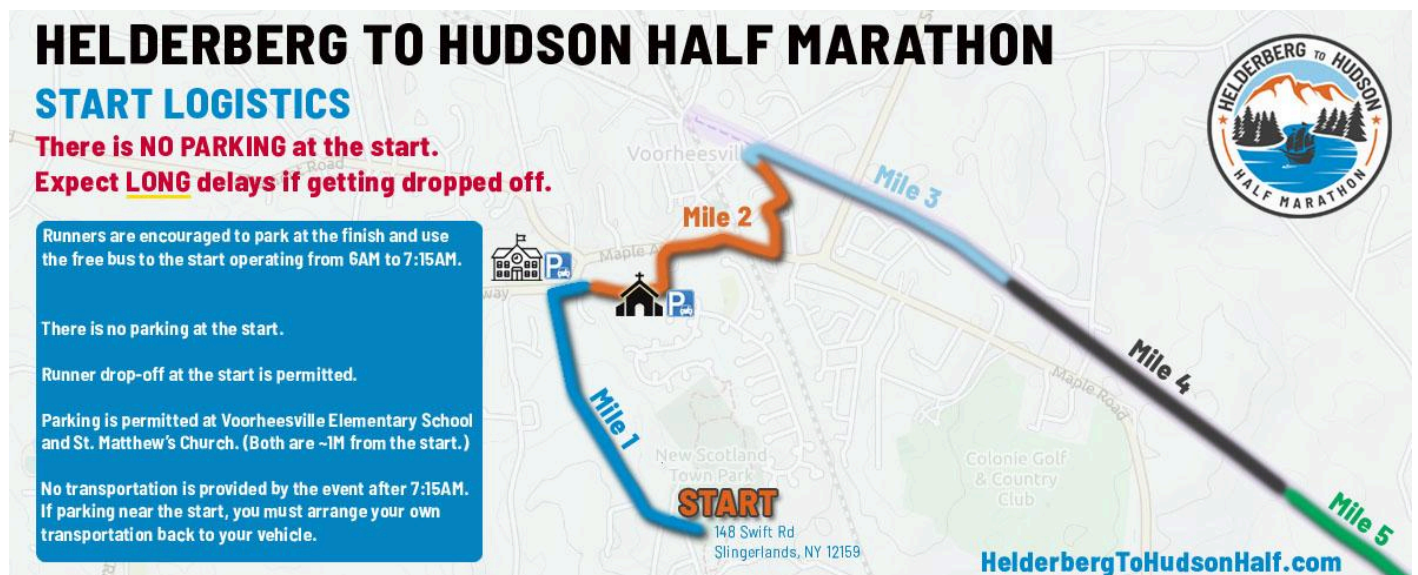 HELDERBERG TO HUDSON HALF MARATHON
START LOGISTICS
There is NO PARKING at the start.
Expect LONG delays if getting dropped off.
Runners are encouraged to park at the finish and use
the free bus to the start operating from 6AM to 7:15AM.
There is no parking at the start.
Runner drop-off at the start is permitted.
Parking is permitted at Voorheesville Elementary School
and St. Matthew's Church. (Both are ~1M from the start.)
No transportation is provided by the event after 7:15AM.
If parking near the start, you must arrange your own
transportation back to your vehicle.
HELDERBERG TO HUDSON
HALF MARATHON
Voorheesvill
Mile 3
Mile 2
Maple A
P
way
P
Mile 4
Mile 1
Maple Road
New Scotland
Town Park
Colonie Golf
& Country
Club
START
148 Swift Rd
Slingerlands, NY 12159
Mile 5
HelderbergToHudsonHalf.com